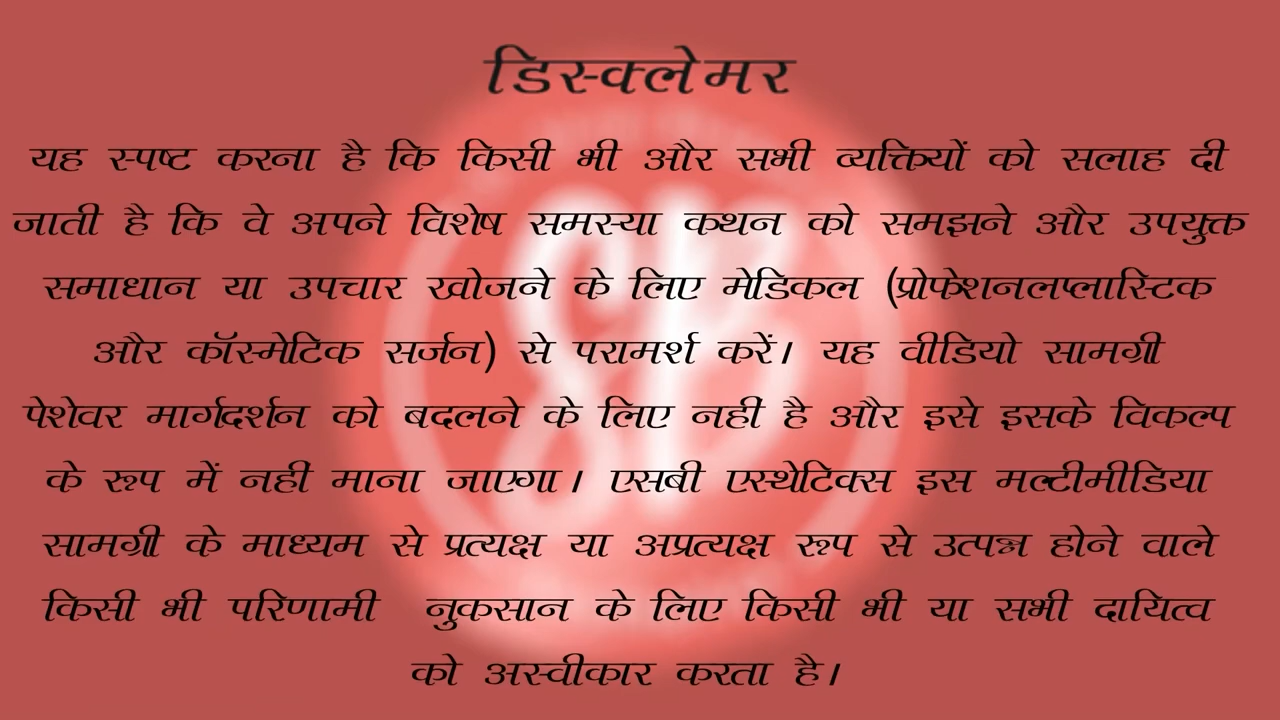 डिस्क्लेमर
यह स्पष्ट करना है कि किसी भी और सभी व्यक्तियों को सलाह दी
जाती है कि वे अपने विशेष समस्या कथन को समझने और उपयुक्त
समाधान या उपचार खोजने के लिए मेडिकल (प्रोफेशनलप्लास्टिक
और कॉस्मेटिक सर्जन) से परामर्श करें। यह वीडियो सामग्री
पेशेवर मार्गदर्शन को बदलने के लिए नहीं है और इसे इसके विकल्प
के रूप में नही माना जाएगा। एसबी एस्थेटिक्स इस मल्टीमीडिया
सामग्री के माध्यम से प्रत्यक्ष या अप्रत्यक्ष रूप से उत्पन्न होने वाले
किसी भी परिणामी नुकसान के लिए किसी भी या सभी दायित्व
को अस्वीकार करता है।